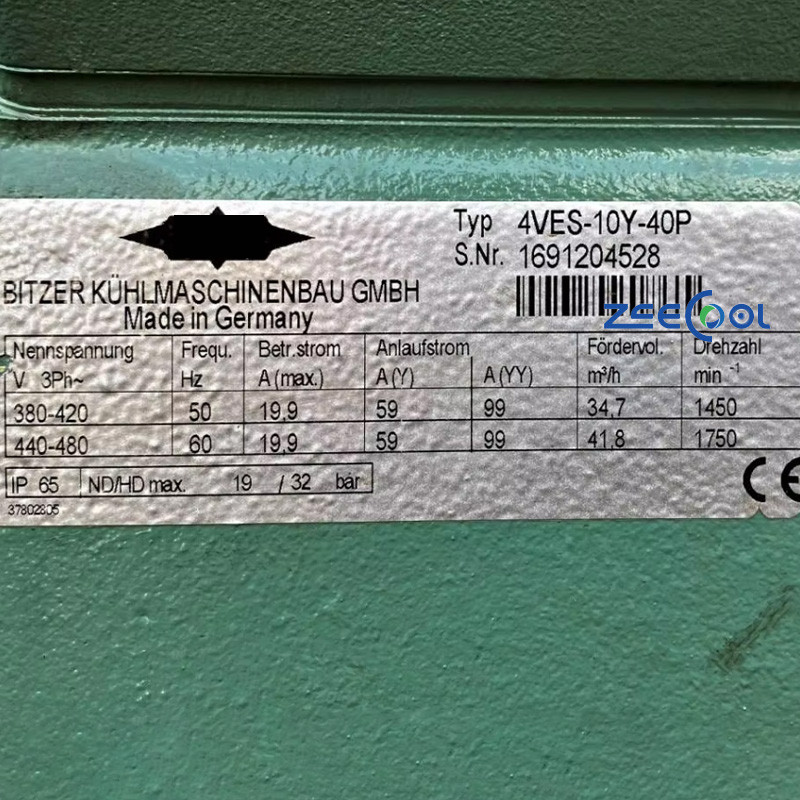 Typ 4VES-10Y-40P
S.Nr. 1691204528
BITZER KÜHLMASCHINENBAU GMBH
Made in Germany
ZEECOOL
Nennspannung Frequ. Betr.strom Anlaufstrom Fördervol. Drehzahl
V 3Ph~ Hz A (max.) A (Y) A (YY) m³/h min -1
380-420 50 19,9 59 99 34,7 1450
440-480 60 19,9 59 99 41,8 1750
IP 65 ND/HD max. 19 / 32 bar
37802805
CE